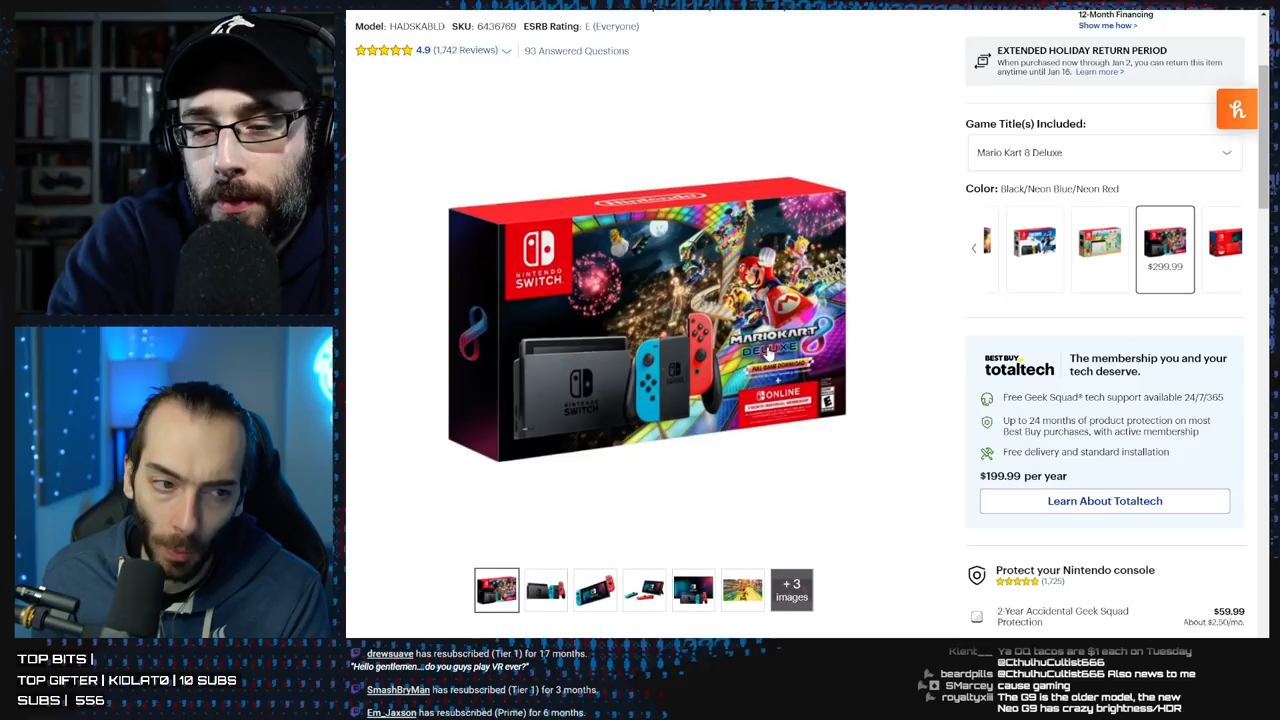 Model: HADSKABLD SKU: 6436769 ESRB Rating: E (Everyone)
4.9 (1,742 Reviews) 93 Answered Questions
12-Month Financing
Show me how >
EXTENDED HOLIDAY RETURN PERIOD
When purchased now through Jan 2, you can return this item
anytime until Jan 16. Learn more >
Game Title(s) Included:
Mario Kart 8 Deluxe
Color: Black/Neon Blue/Neon Red
$299.99
Nintendo
NINTENDO
SWITCH
NINTENDO
SWITCH
MARIOKART
DELUXE 8
FULL GAME DOWNLOAD
+
ONLINE
BEST BUY
totaltech
The membership you and your
tech deserve.
Free Geek Squad® tech support available 24/7/365
Up to 24 months of product protection on most
Best Buy purchases, with active membership
Free delivery and standard installation
$199.99 per year
Learn About Totaltech
+ 3
images
Protect your Nintendo console
(1,725)
2-Year Accidental Geek Squad
Protection
$59.99
About $2.50/mo.
TOP BITS |
TOP GIFTER | KIDLAT0 | 10 SUBS
SUBS | 556
drewsuave has resubscribed (Tier 1) for 17 months.
"Hello gentlemen...do you guys play VR ever?"
SmashBryMan has resubscribed (Tier 1) for 3 months.
Em_Jaxson has resubscribed (Prime) for 6 months.
Klent__ Ya DQ tacos are $1 each on Tuesday
@CthulhuCultist666
beardpills @CthulhuCultist666 Also news to me
SMarcey cause gaming
royaltyxiii The G9 is the older model, the new
Neo G9 has crazy brightness/HDR